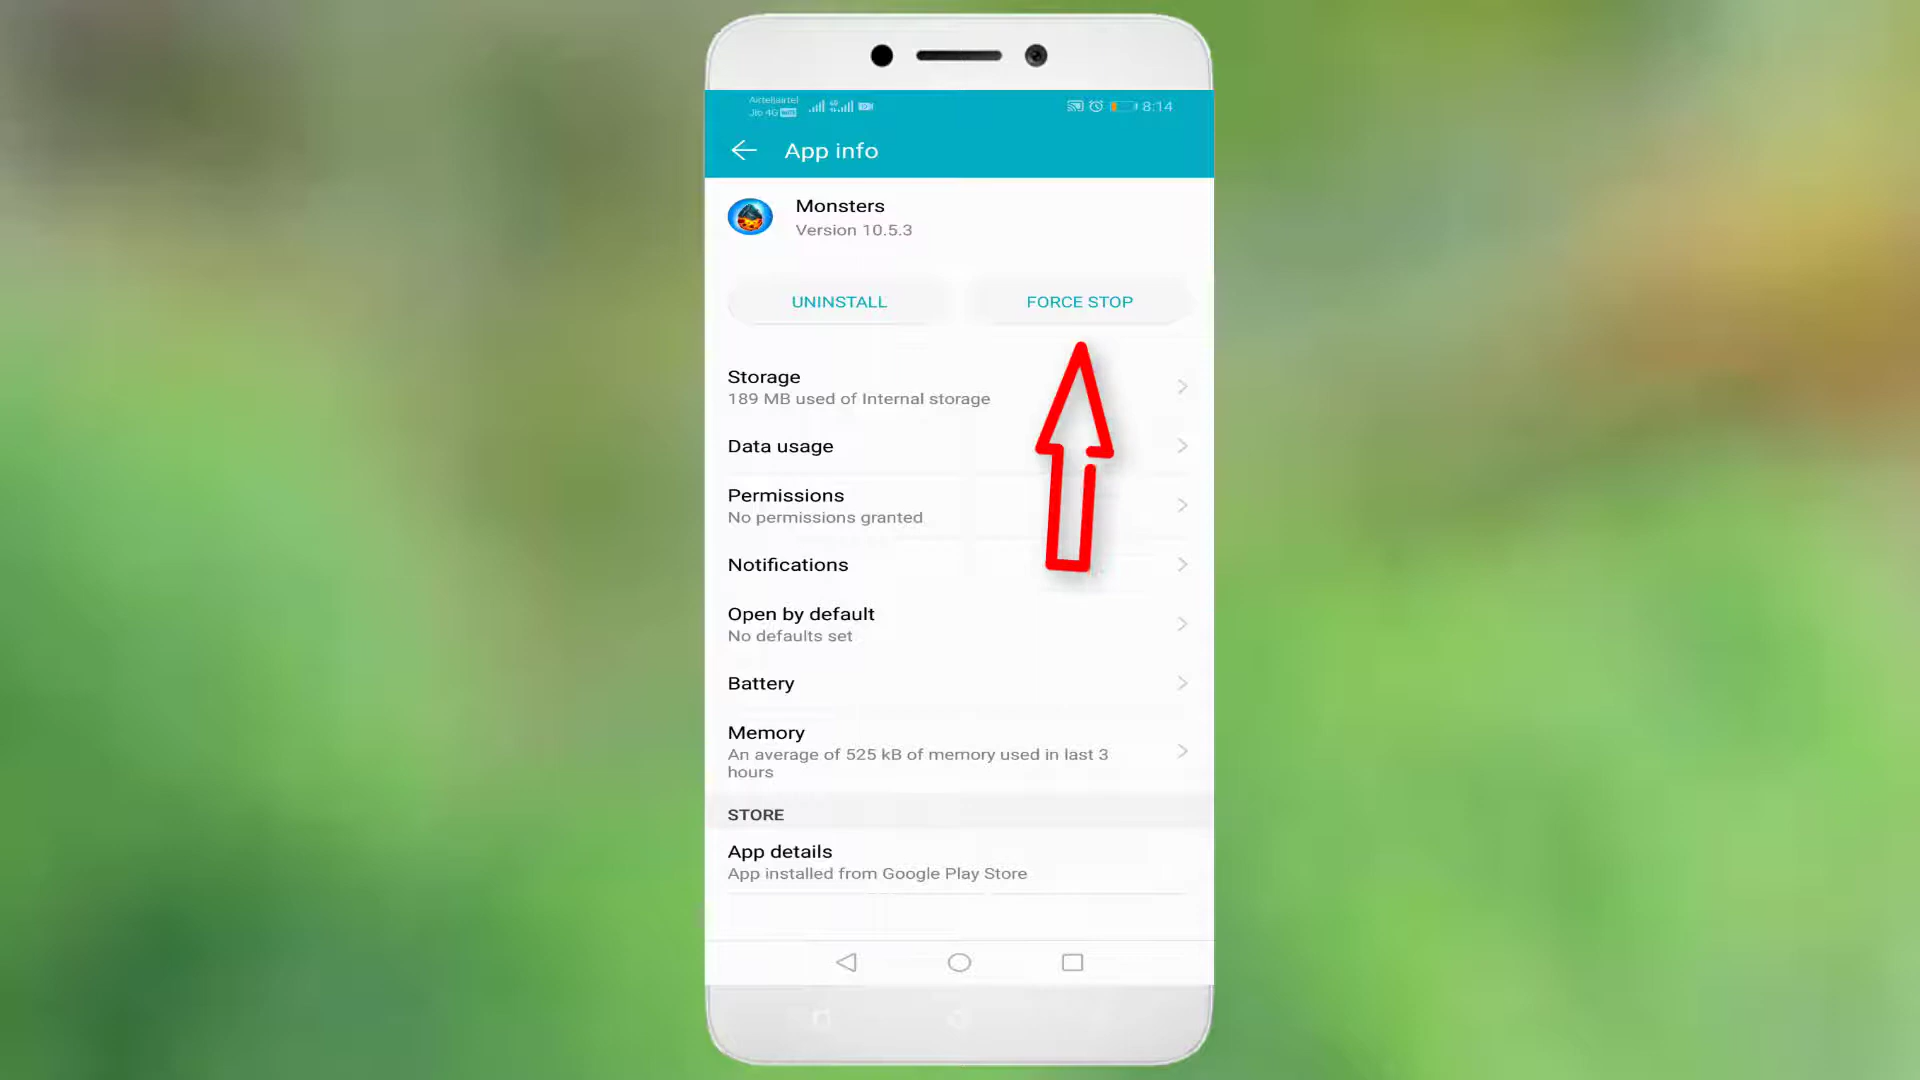 Airtel|airtel
Jio 4G
8:14
App info
Monsters
Version 10.5.3
UNINSTALL
FORCE STOP
Storage
189 MB used of Internal storage
Data usage
Permissions
No permissions granted
Notifications
Open by default
No defaults set
Battery
Memory
An average of 525 kB of memory used in last 3
hours
STORE
App details
App installed from Google Play Store